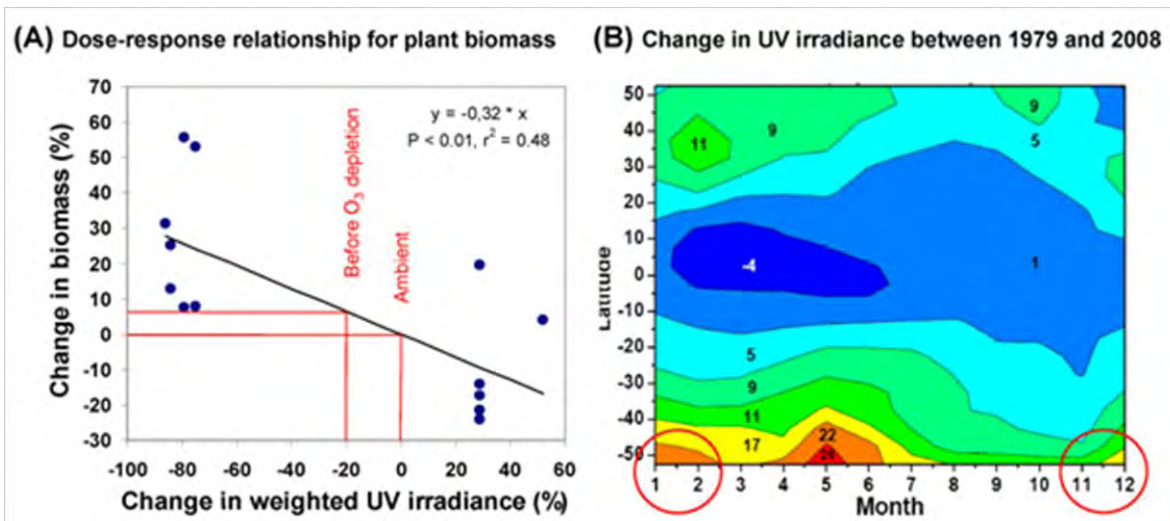 (A) Dose-response relationship for plant biomass
70
60
50
40
30
20
10
0
-10
-20
-30
Change in biomass (%)
y = -0,32 * x
P < 0.01, r² = 0.48
Before O₃ depletion
Ambient
-100 -80 -60 -40 -20 0 20 40 60
Change in weighted UV irradiance (%)
(B) Change in UV irradiance between 1979 and 2008
50
40
30
20
10
0
-10
-20
-30
-40
-50
Latitude
11
9
9
5
-4
1
5
9
11
17
22
1 2 3 4 5 6 7 8 9 10 11 12
Month